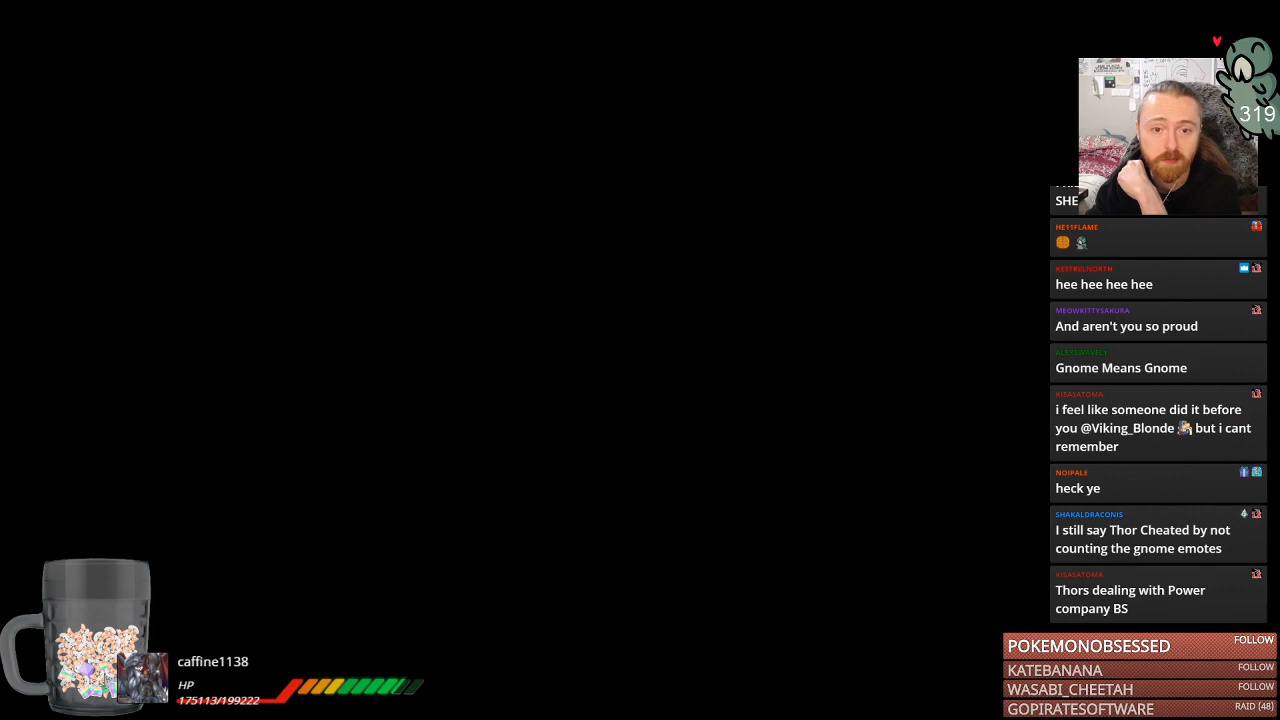 319
SHE
HE11FLAME
KESTRELNORTH
hee hee hee hee
MEOWKITTYSAKURA
And aren't you so proud
ALEXSWAVELY
Gnome Means Gnome
KISASATOMA
i feel like someone did it before
you @Viking_Blonde but i cant
remember
NOIPALE
heck ye
SHAKALDRACONIS
I still say Thor Cheated by not
counting the gnome emotes
KISASATOMA
Thors dealing with Power
company BS
caffine1138
HP
175113/199222
POKEMONOBSESSED FOLLOW
KATEBANANA FOLLOW
WASABI_CHEETAH FOLLOW
GOPIRATESOFTWARE RAID (48)